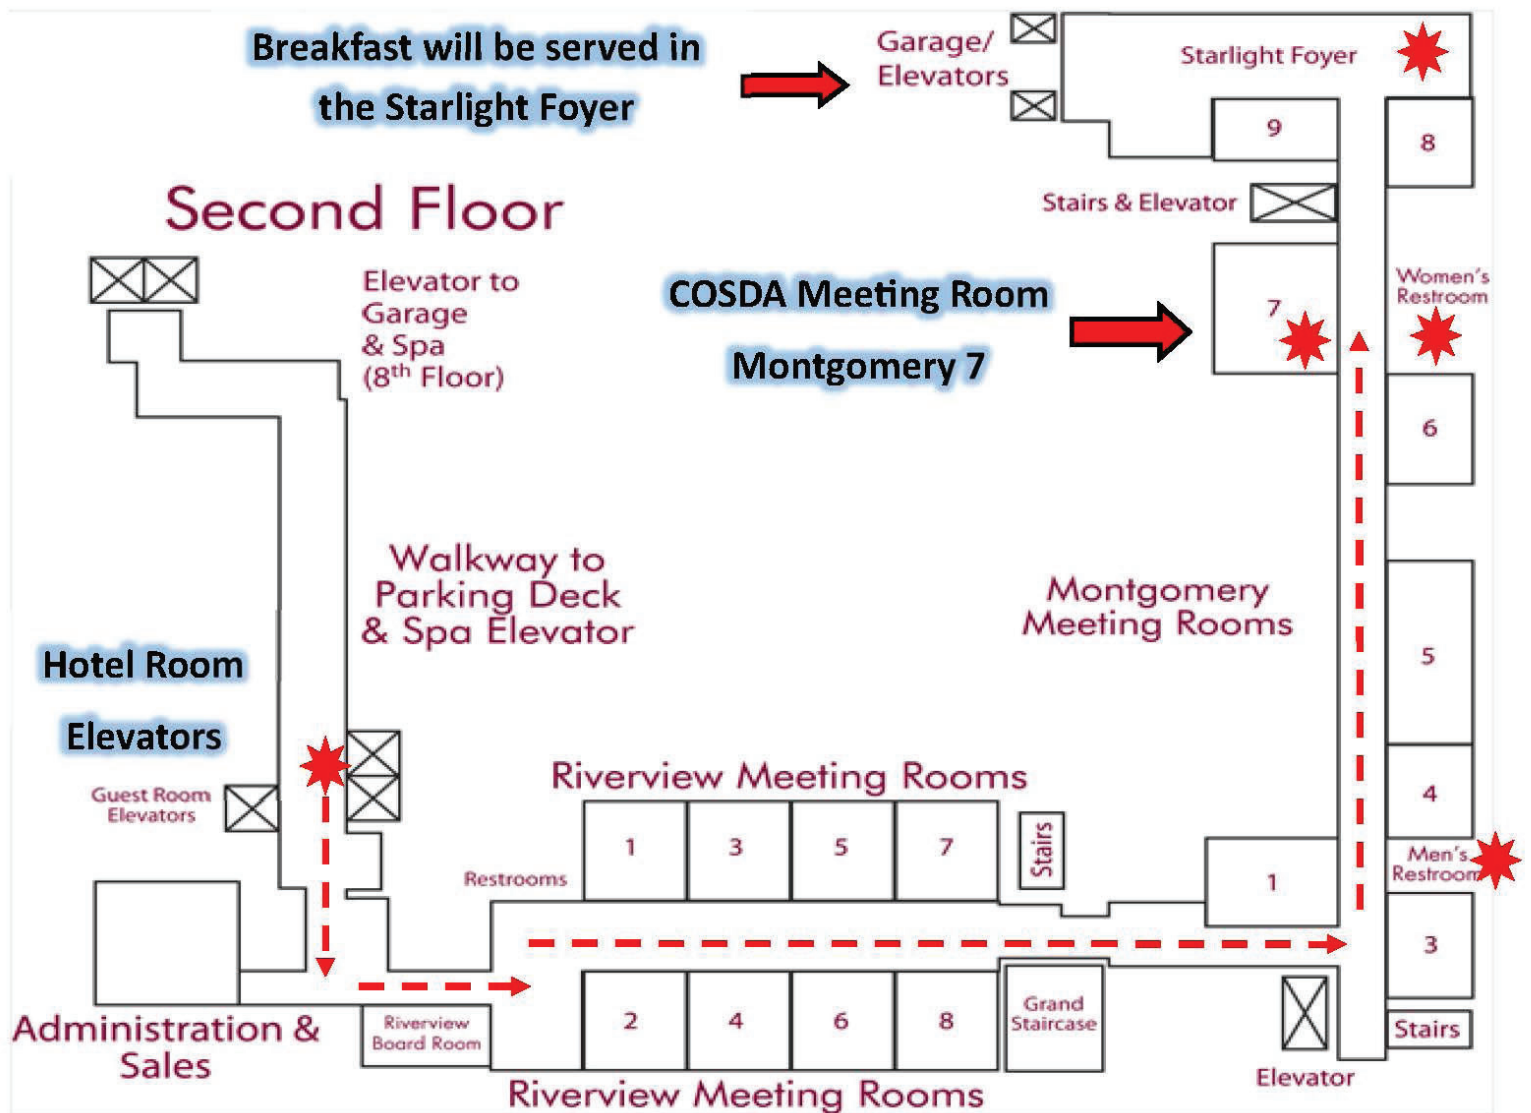 Breakfast will be served in
the Starlight Foyer
Garage/
Elevators
Starlight Foyer
9
8
Second Floor
Stairs & Elevator
Elevator to
Garage
& Spa
(8th Floor)
COSDA Meeting Room
Montgomery 7
7
Women's
Restroom
6
Walkway to
Parking Deck
& Spa Elevator
Montgomery
Meeting Rooms
5
Hotel Room
Elevators
Guest Room
Elevators
Riverview Meeting Rooms
4
1
3
5
7
Stairs
Restrooms
1
Men's
Restroom
3
Administration &
Sales
Riverview
Board Room
2
4
6
8
Grand
Staircase
Stairs
Elevator
Riverview Meeting Rooms